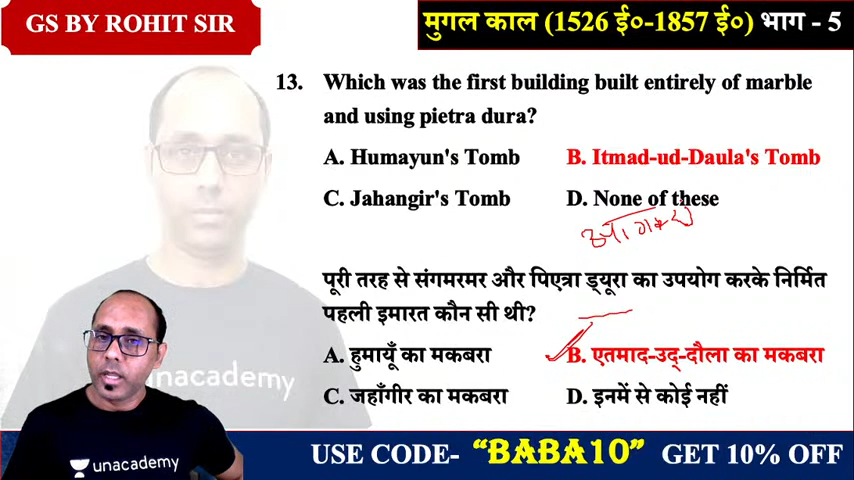 GS BY ROHIT SIR
मुगल काल (1526 ई०-1857 ई०) भाग - 5
13. Which was the first building built entirely of marble
and using pietra dura?
A. Humayun's Tomb B. Itmad-ud-Daula's Tomb
C. Jahangir's Tomb D. None of these
पूरी तरह से संगमरमर और पिएत्रा ड्यूरा का उपयोग करके निर्मित
पहली इमारत कौन सी थी?
A. हुमायूँ का मकबरा B. एतमाद-उद्-दौला का मकबरा
C. जहाँगीर का मकबरा D. इनमें से कोई नहीं
unacademy
unacademy
USE CODE- “BABA10” GET 10% OFF